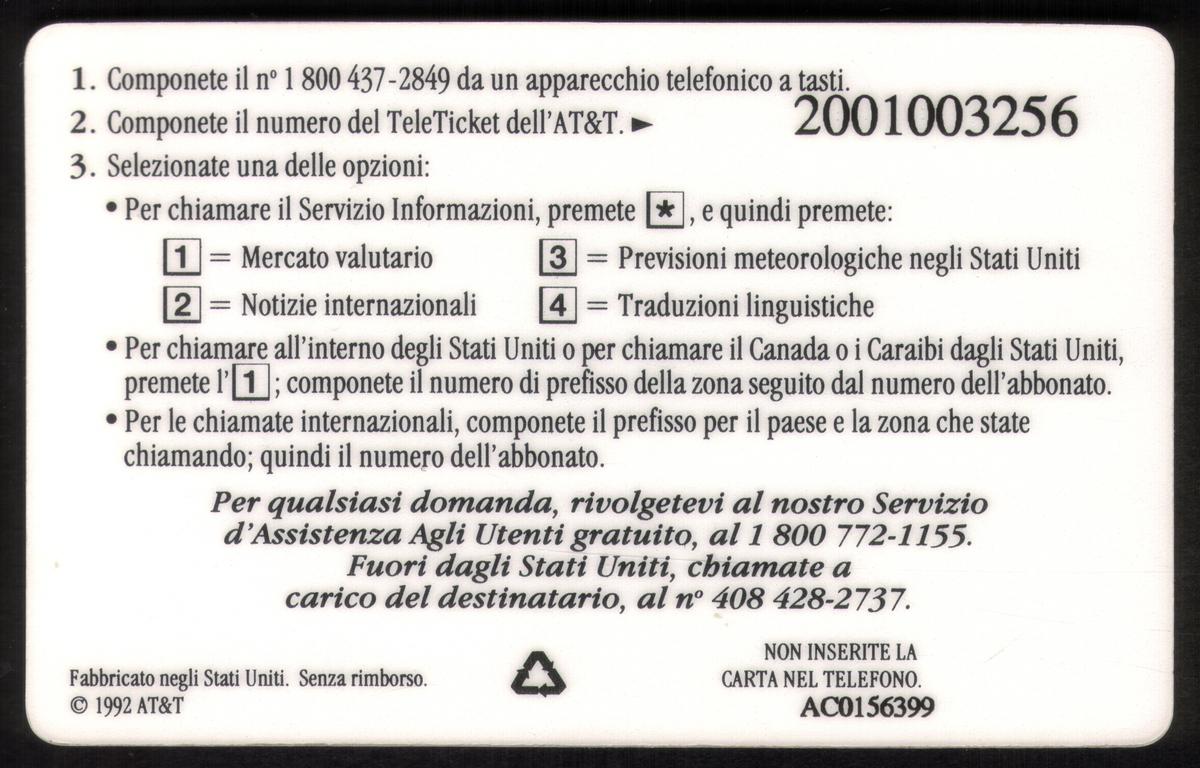 1. Componete il nº 1 800 437-2849 da un apparecchio telefonico a tasti.
2. Componete il numero del TeleTicket dell'AT&T. ► 2001003256
3. Selezionate una delle opzioni:
• Per chiamare il Servizio Informazioni, premete *, e quindi premete:
1 = Mercato valutario 3 = Previsioni meteorologiche negli Stati Uniti
2 = Notizie internazionali 4 = Traduzioni linguistiche
• Per chiamare all'interno degli Stati Uniti o per chiamare il Canada o i Caraibi dagli Stati Uniti,
premete l'1; componete il numero di prefisso della zona seguito dal numero dell'abbonato.
• Per le chiamate internazionali, componete il prefisso per il paese e la zona che state
chiamando; quindi il numero dell'abbonato.
Per qualsiasi domanda, rivolgetevi al nostro Servizio
d'Assistenza Agli Utenti gratuito, al 1 800 772-1155.
Fuori dagli Stati Uniti, chiamate a
carico del destinatario, al nº 408 428-2737.
Fabbricato negli Stati Uniti. Senza rimborso.
© 1992 AT&T
NON INSERITE LA
CARTA NEL TELEFONO.
AC0156399